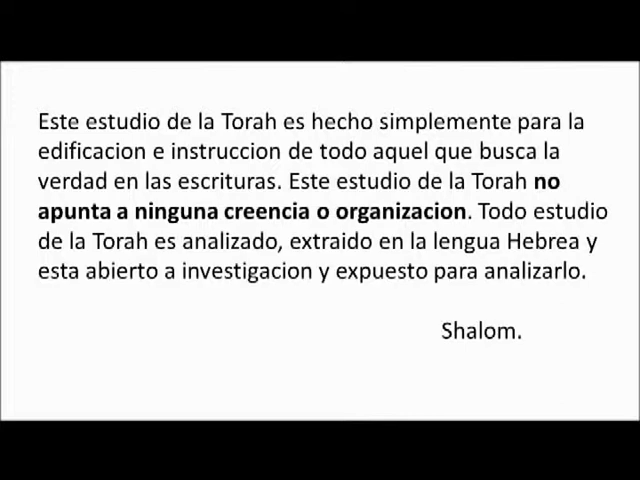 Este estudio de la Torah es hecho simplemente para la
edificacion e instruccion de todo aquel que busca la
verdad en las escrituras. Este estudio de la Torah no
apunta a ninguna creencia o organizacion. Todo estudio
de la Torah es analizado, extraido en la lengua Hebrea y
esta abierto a investigacion y expuesto para analizarlo.
Shalom.